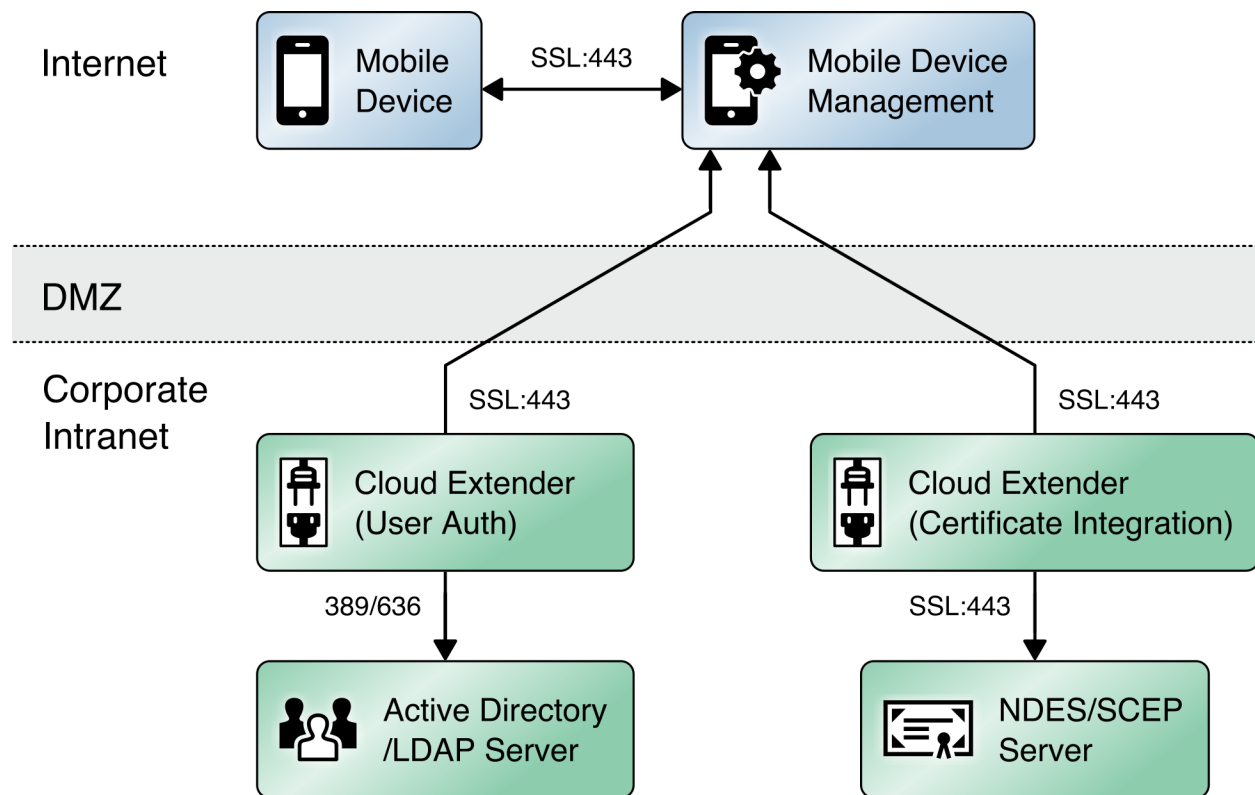 Internet
Mobile
Device
SSL:443
Mobile Device
Management
DMZ
Corporate
Intranet
SSL:443
SSL:443
Cloud Extender
(User Auth)
Cloud Extender
(Certificate Integration)
389/636
SSL:443
Active Directory
/LDAP Server
NDES/SCEP
Server